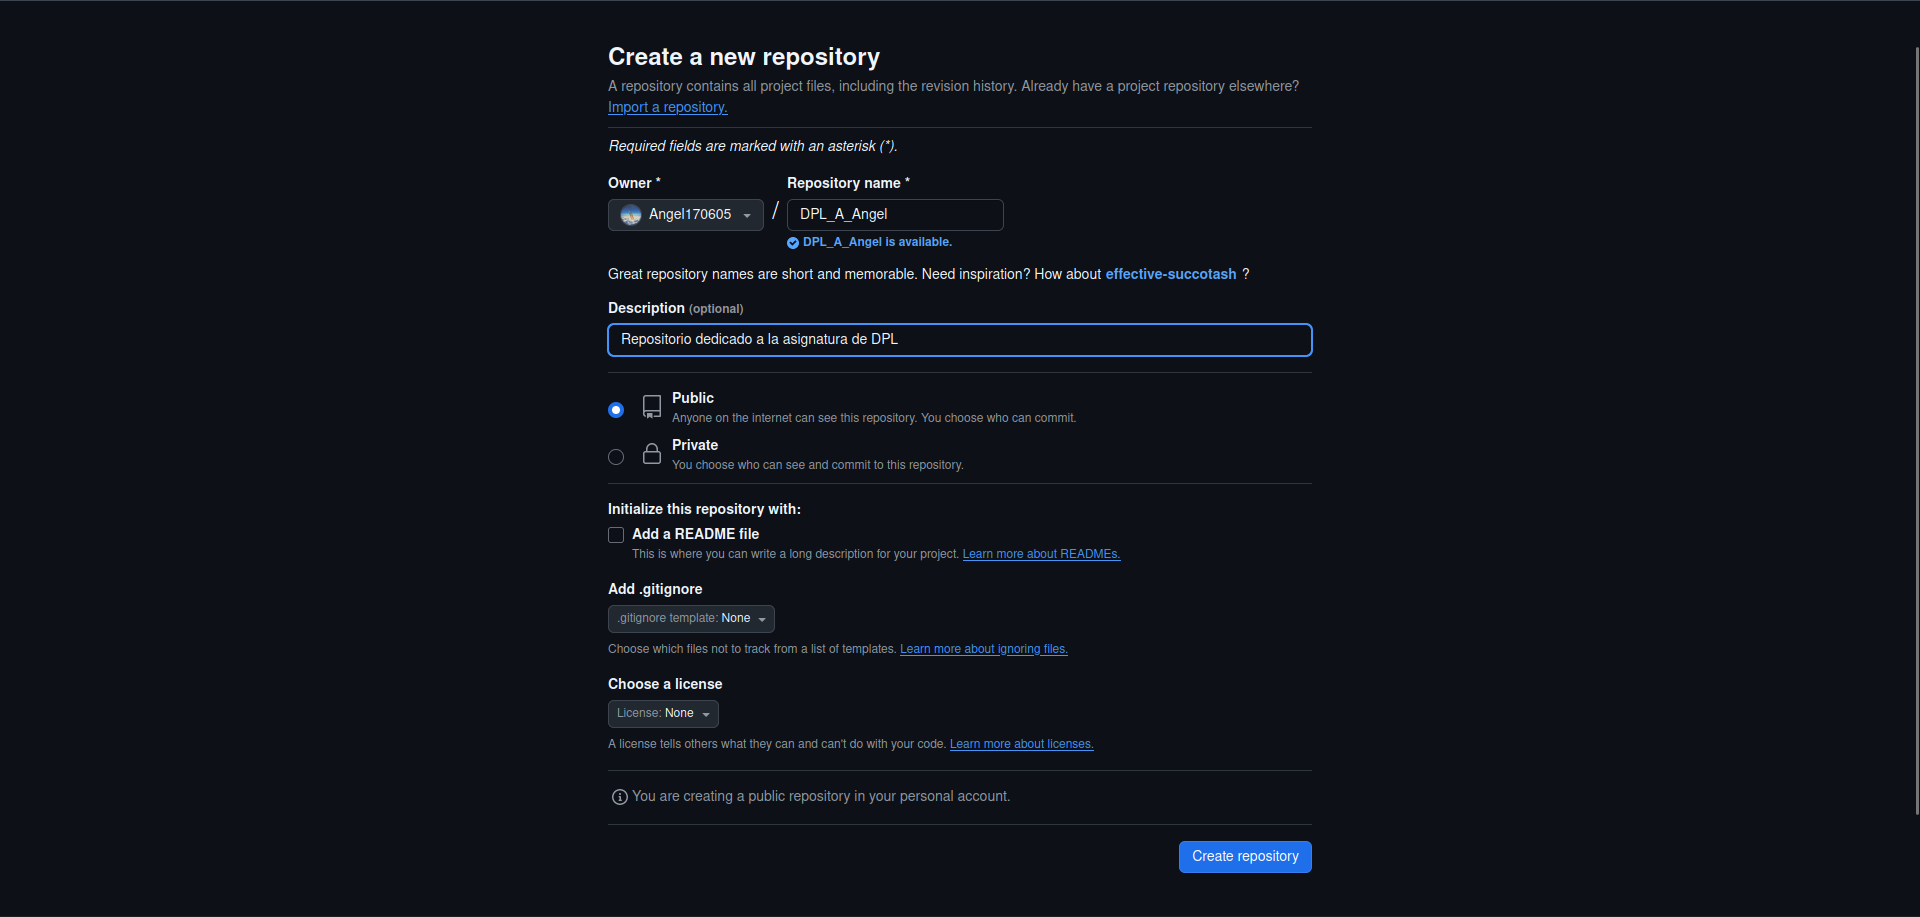 Create a new repository
A repository contains all project files, including the revision history. Already have a project repository elsewhere?
Import a repository.
Required fields are marked with an asterisk (*).
Owner * Repository name *
Angel170605 / DPL_A_Angel
DPL_A_Angel is available.
Great repository names are short and memorable. Need inspiration? How about effective-succotash ?
Description (optional)
Repositorio dedicado a la asignatura de DPL
Public
Anyone on the internet can see this repository. You choose who can commit.
Private
You choose who can see and commit to this repository.
Initialize this repository with:
Add a README file
This is where you can write a long description for your project. Learn more about READMEs.
Add .gitignore
.gitignore template: None
Choose which files not to track from a list of templates. Learn more about ignoring files.
Choose a license
License: None
A license tells others what they can and can't do with your code. Learn more about licenses.
You are creating a public repository in your personal account.
Create repository